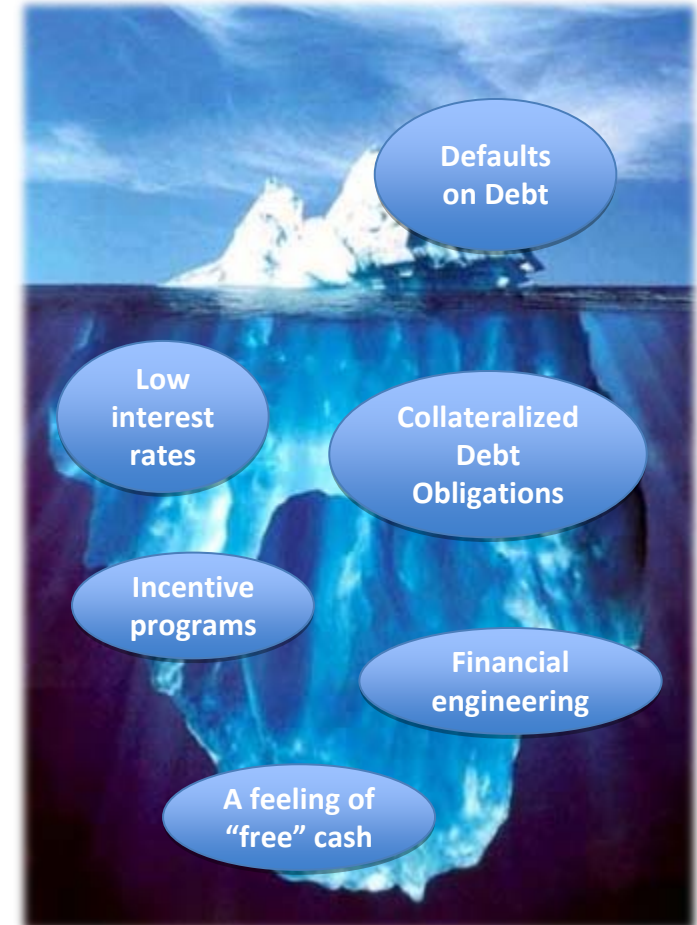 Defaults
on Debt
Low
interest
rates
Collateralized
Debt
Obligations
Incentive
programs
Financial
engineering
A feeling of
“free” cash